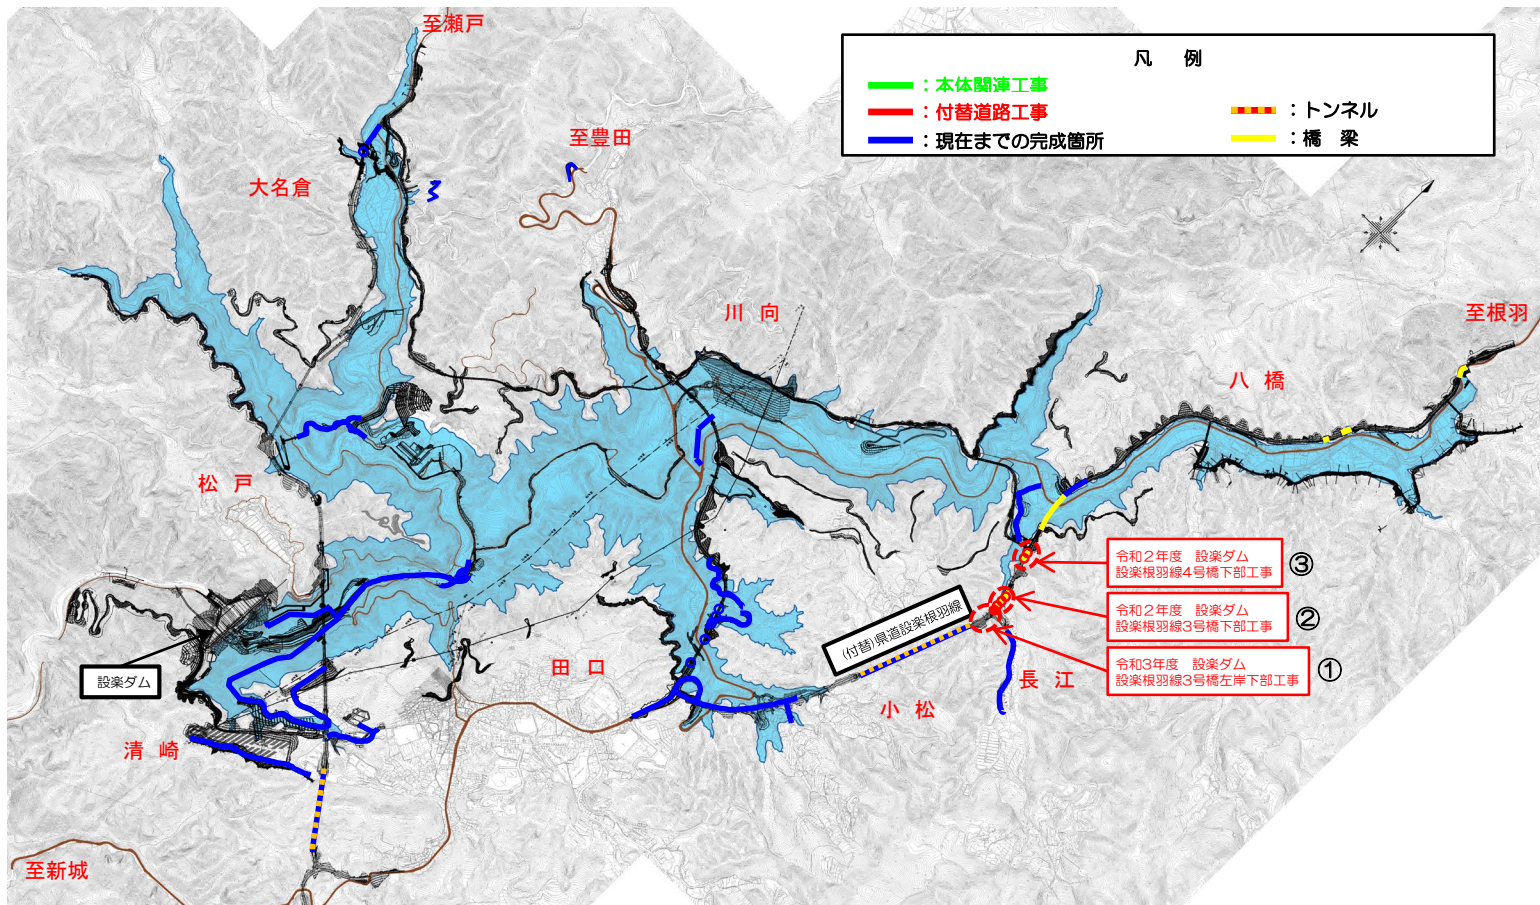 至瀬戸
凡 例
：本体関連工事
：付替道路工事
：トンネル
：現在までの完成箇所
：橋 梁
至豊田
大名倉
川 向
至根羽
八 橋
松 戸
令和２年度 設楽ダム
設楽根羽線4号橋下部工事
③
令和２年度 設楽ダム
設楽根羽線3号橋下部工事
②
(付替)県道設楽根羽線
令和3年度 設楽ダム
設楽根羽線3号橋左岸下部工事
①
設楽ダム
田 口
長 江
小 松
清 崎
至新城